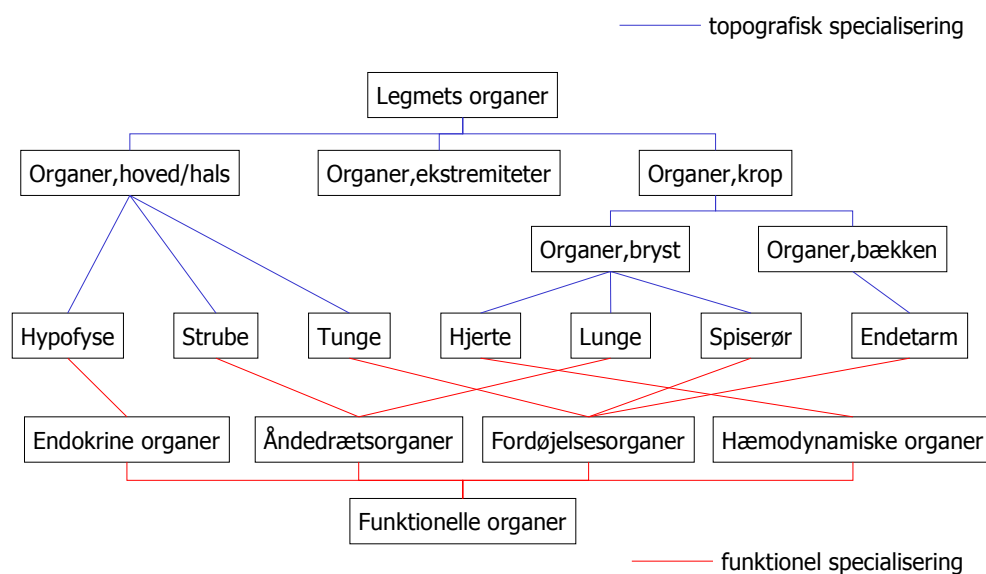 topografisk specialisering
Legmets organer
Organer,hoved/hals
Organer,ekstremiteter
Organer,krop
Organer,bryst
Organer,bækken
Hypofyse
Strube
Tunge
Hjerte
Lunge
Spiserør
Endetarm
Endokrine organer
Åndedrætsorganer
Fordøjelsesorganer
Hæmodynamiske organer
Funktionelle organer
funktionel specialisering